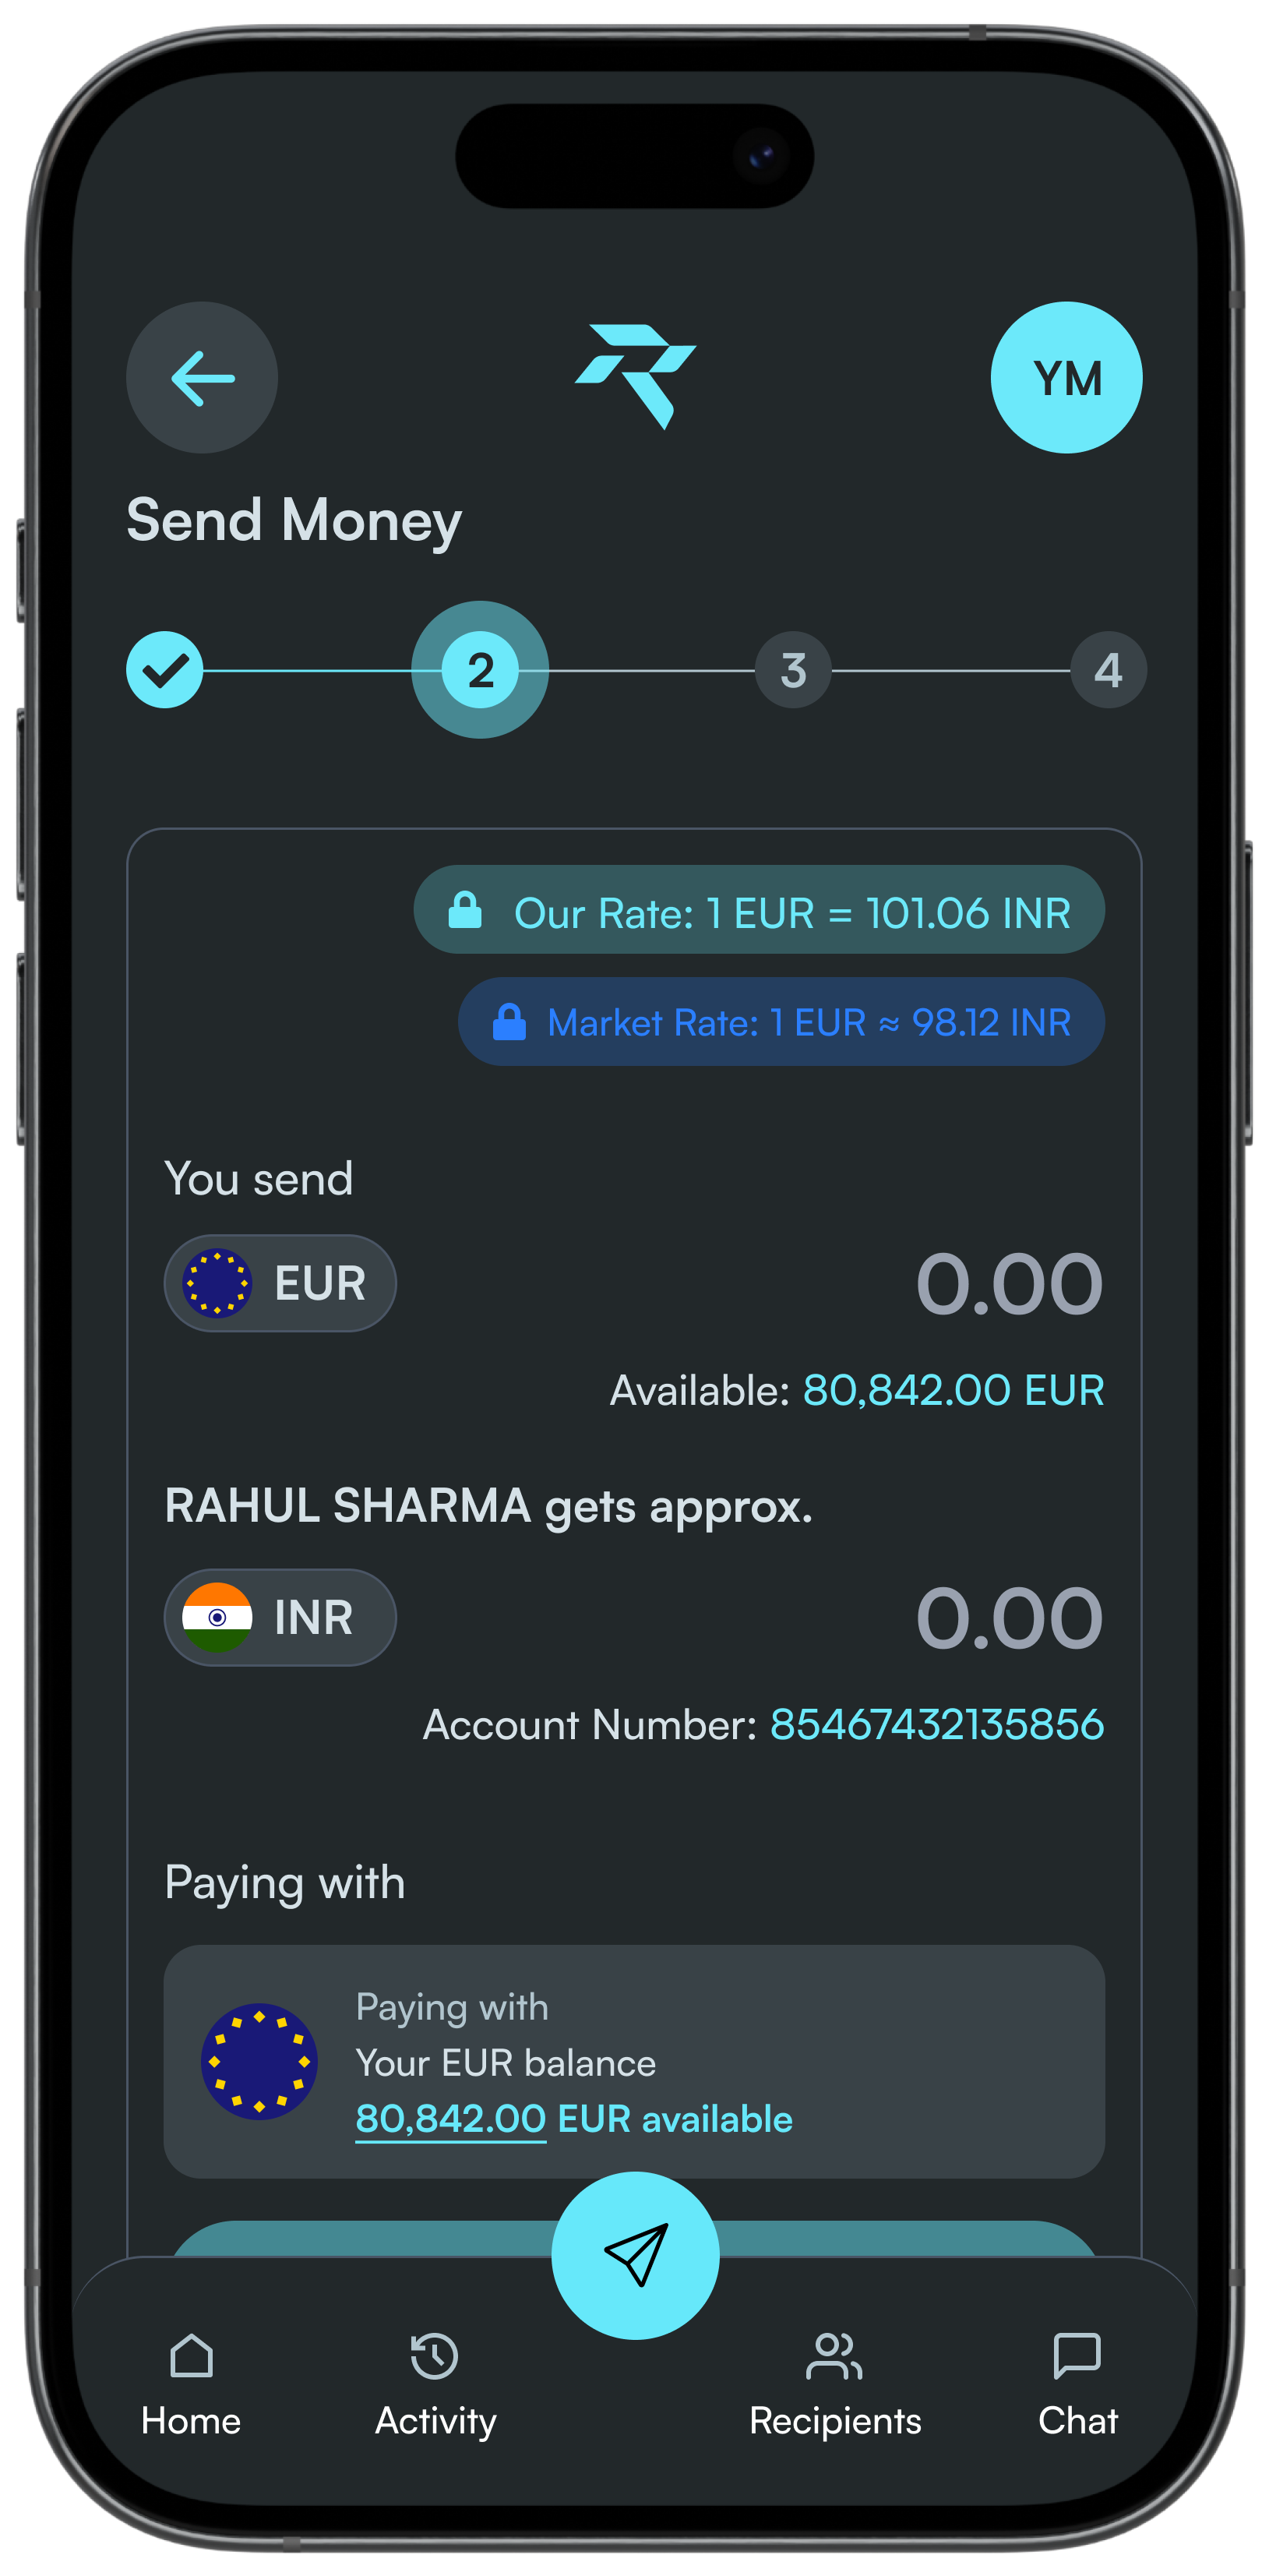 YM
Send Money
2 3 4
Our Rate: 1 EUR = 101.06 INR
Market Rate: 1 EUR ≈ 98.12 INR
You send
EUR 0.00
Available: 80,842.00 EUR
RAHUL SHARMA gets approx.
INR 0.00
Account Number: 85467432135856
Paying with
Paying with
Your EUR balance
80,842.00 EUR available
Home Activity Recipients Chat